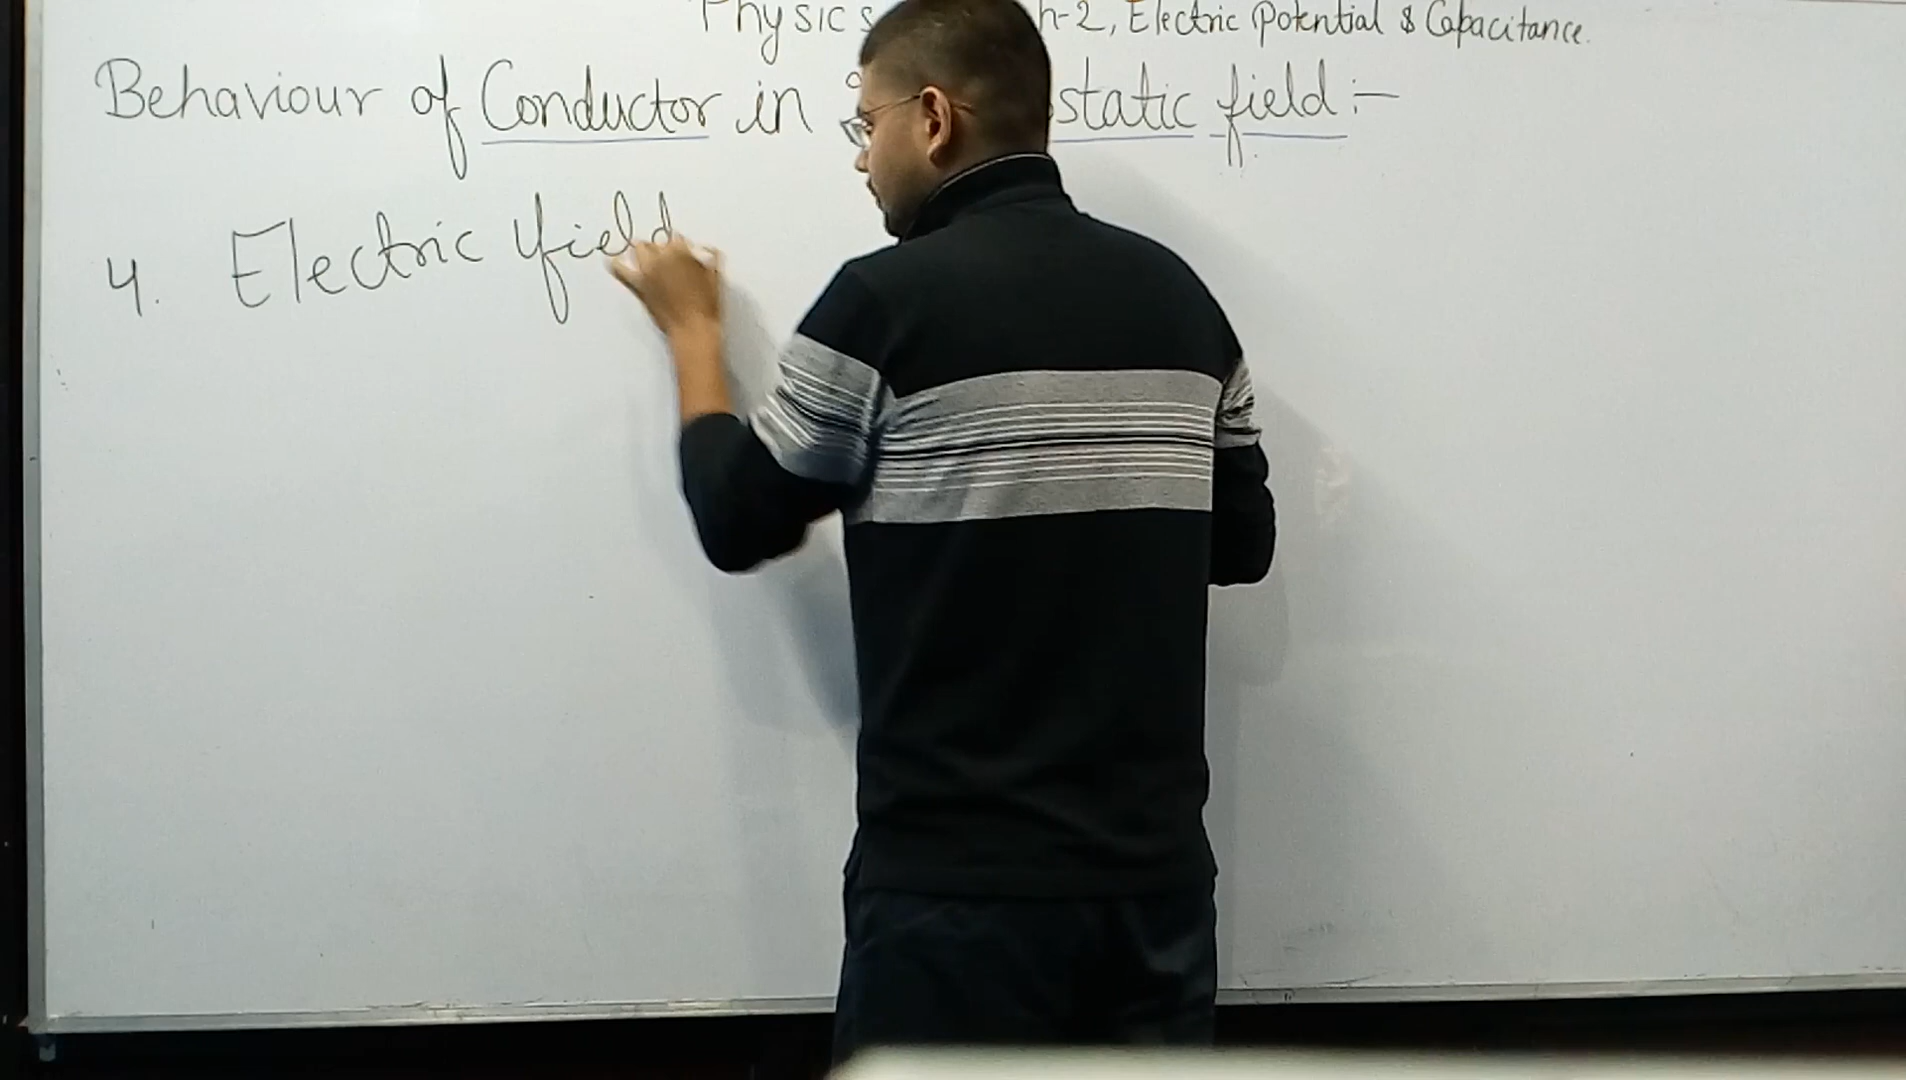 Physics h-2, Electric Potential & Capacitance.
Behaviour of Conductor in static field :-
4. Electric field